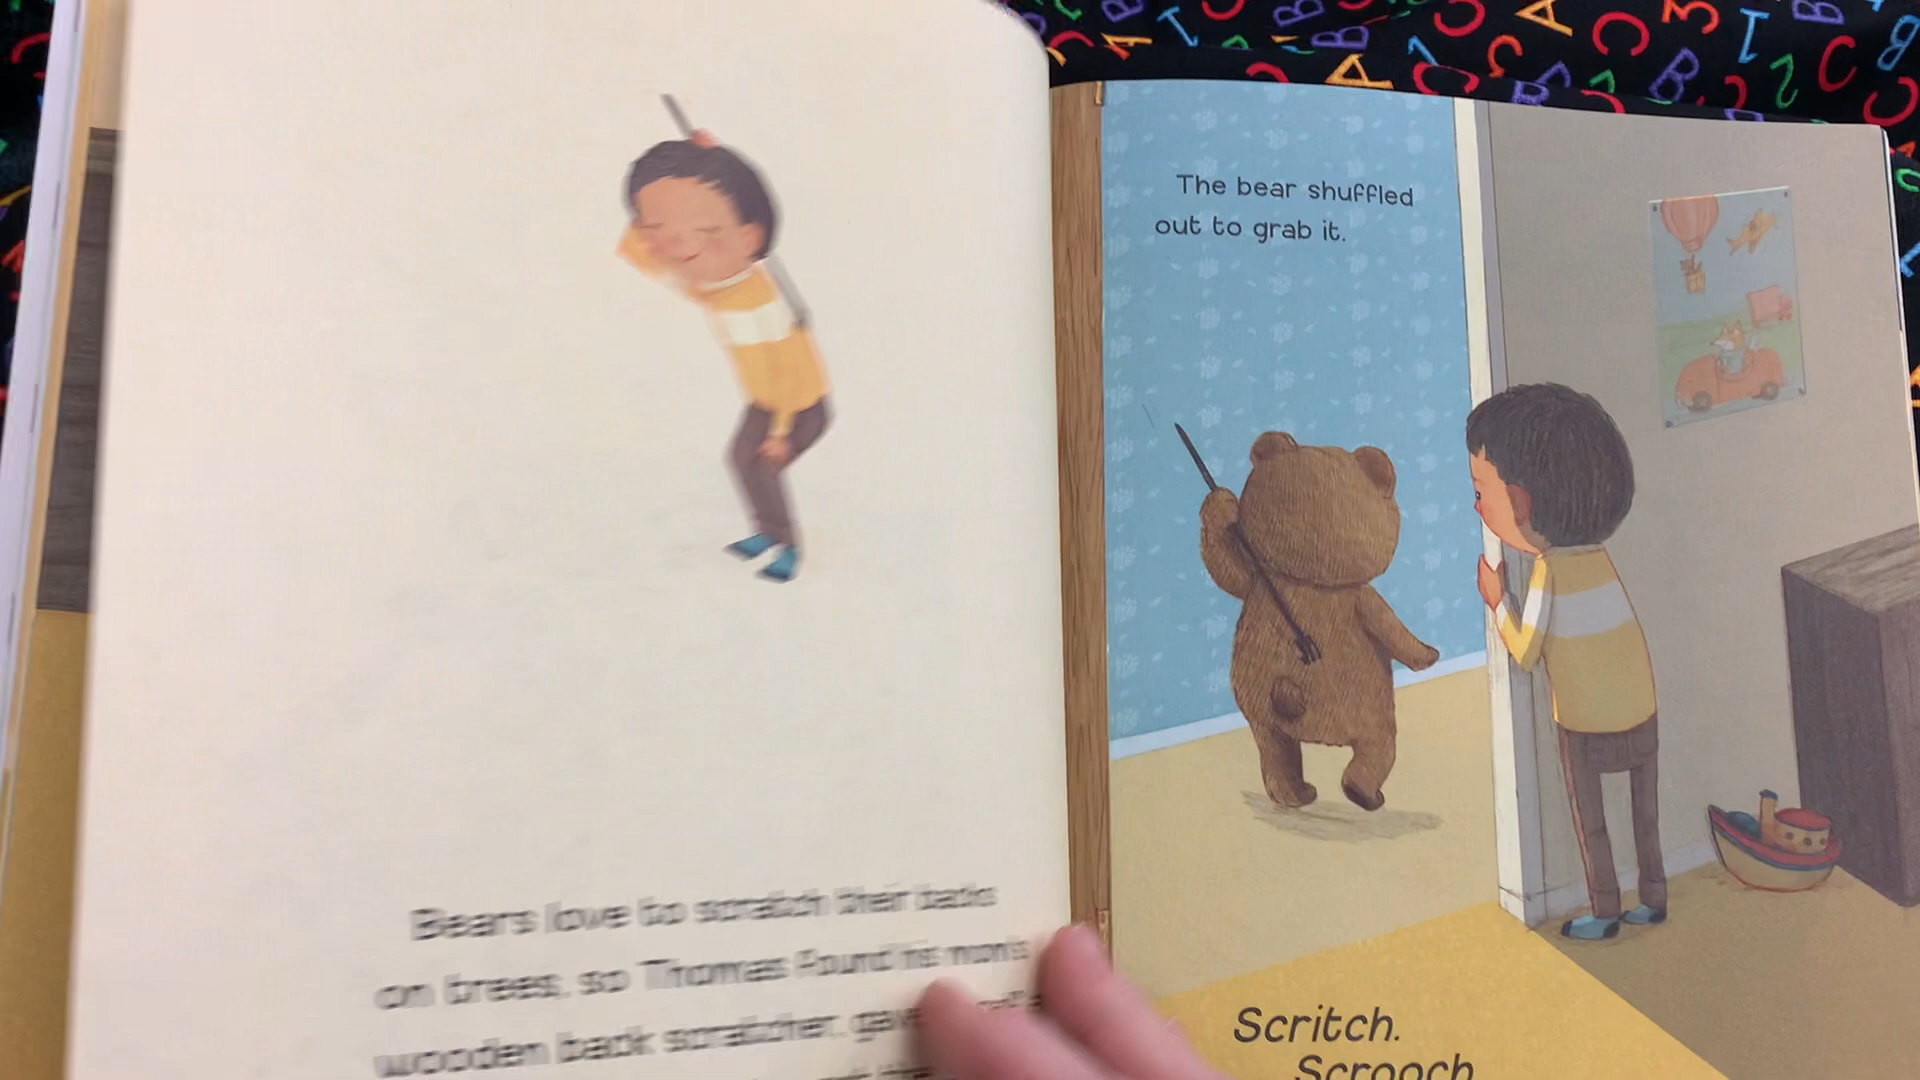 Bears love to scratch their backs
on trees, so Thomas found his mom's
wooden back scratcher, gave
The bear shuffled
out to grab it.
Scritch.
Scrooch